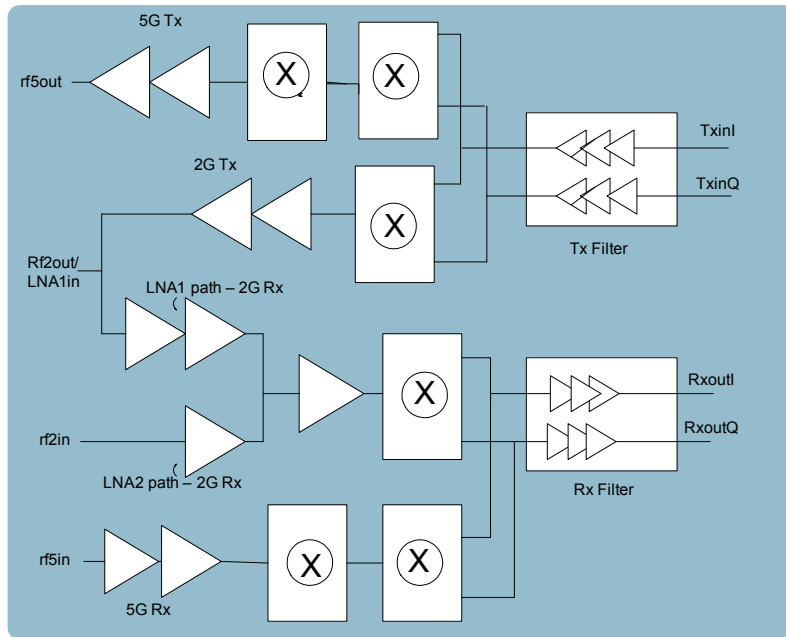 5G Tx
rf5out
X
X
TxinI
TxinQ
2G Tx
X
Tx Filter
Rf2out/
LNA1in
LNA1 path – 2G Rx
X
RxoutI
rf2in
RxoutQ
LNA2 path – 2G Rx
Rx Filter
rf5in
X
X
5G Rx